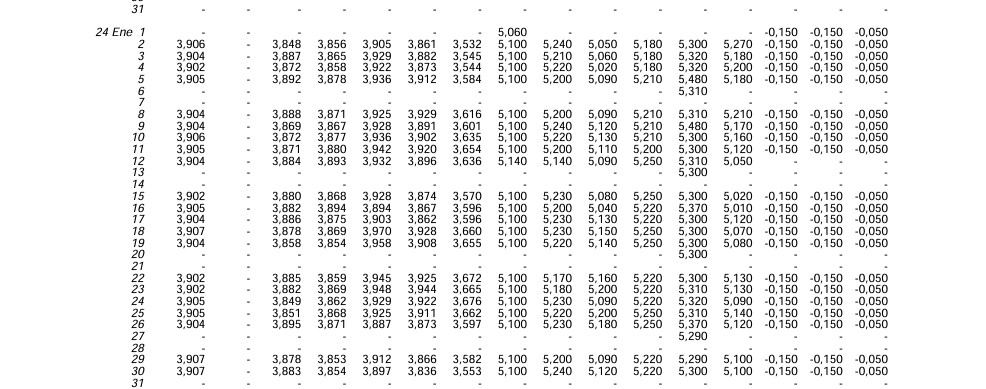 31 - - - - - - - - - - - - - - - -
24 Ene 1 - - - - - - - 5,060 - - - - - -0,150 -0,150 -0,050
2 3,906 - 3,848 3,856 3,905 3,861 3,532 5,100 5,240 5,050 5,180 5,300 5,270 -0,150 -0,150 -0,050
3 3,904 - 3,887 3,865 3,929 3,882 3,545 5,100 5,210 5,060 5,180 5,320 5,180 -0,150 -0,150 -0,050
4 3,902 - 3,872 3,858 3,922 3,873 3,544 5,100 5,220 5,020 5,180 5,320 5,200 -0,150 -0,150 -0,050
5 3,905 - 3,892 3,878 3,936 3,912 3,584 5,100 5,200 5,090 5,210 5,480 5,180 -0,150 -0,150 -0,050
6 - - - - - - - - - - - 5,310 - - - -
7 - - - - - - - - - - - - - - - -
8 3,904 - 3,888 3,871 3,925 3,929 3,616 5,100 5,200 5,090 5,210 5,310 5,210 -0,150 -0,150 -0,050
9 3,904 - 3,869 3,867 3,928 3,891 3,601 5,100 5,240 5,120 5,210 5,480 5,170 -0,150 -0,150 -0,050
10 3,906 - 3,872 3,877 3,936 3,902 3,635 5,100 5,220 5,130 5,210 5,300 5,160 -0,150 -0,150 -0,050
11 3,905 - 3,871 3,880 3,942 3,920 3,654 5,100 5,200 5,110 5,200 5,300 5,120 -0,150 -0,150 -0,050
12 3,904 - 3,884 3,893 3,932 3,896 3,636 5,140 5,140 5,090 5,250 5,310 5,050 - - -
13 - - - - - - - - - - - 5,300 - - - -
14 - - - - - - - - - - - - - - - -
15 3,902 - 3,880 3,868 3,928 3,874 3,570 5,100 5,230 5,080 5,250 5,300 5,020 -0,150 -0,150 -0,050
16 3,905 - 3,882 3,894 3,894 3,867 3,596 5,100 5,200 5,040 5,220 5,370 5,010 -0,150 -0,150 -0,050
17 3,904 - 3,886 3,875 3,903 3,862 3,596 5,100 5,230 5,130 5,220 5,300 5,120 -0,150 -0,150 -0,050
18 3,907 - 3,878 3,869 3,970 3,928 3,660 5,100 5,230 5,150 5,250 5,300 5,070 -0,150 -0,150 -0,050
19 3,904 - 3,858 3,854 3,958 3,908 3,655 5,100 5,220 5,140 5,250 5,300 5,080 -0,150 -0,150 -0,050
20 - - - - - - - - - - - 5,300 - - - -
21 - - - - - - - - - - - - - - - -
22 3,902 - 3,885 3,859 3,945 3,925 3,672 5,100 5,170 5,160 5,220 5,300 5,130 -0,150 -0,150 -0,050
23 3,902 - 3,882 3,869 3,948 3,944 3,665 5,100 5,180 5,200 5,220 5,310 5,130 -0,150 -0,150 -0,050
24 3,905 - 3,849 3,862 3,929 3,922 3,676 5,100 5,230 5,090 5,220 5,320 5,090 -0,150 -0,150 -0,050
25 3,905 - 3,851 3,868 3,925 3,911 3,662 5,100 5,220 5,200 5,250 5,310 5,140 -0,150 -0,150 -0,050
26 3,904 - 3,895 3,871 3,887 3,873 3,597 5,100 5,230 5,180 5,250 5,370 5,120 -0,150 -0,150 -0,050
27 - - - - - - - - - - - 5,290 - - - -
28 - - - - - - - - - - - - - - - -
29 3,907 - 3,878 3,853 3,912 3,866 3,582 5,100 5,200 5,090 5,220 5,290 5,100 -0,150 -0,150 -0,050
30 3,907 - 3,883 3,854 3,897 3,836 3,553 5,100 5,240 5,120 5,220 5,300 5,100 -0,150 -0,150 -0,050
31 - - - - - - - - - - - - - - - -